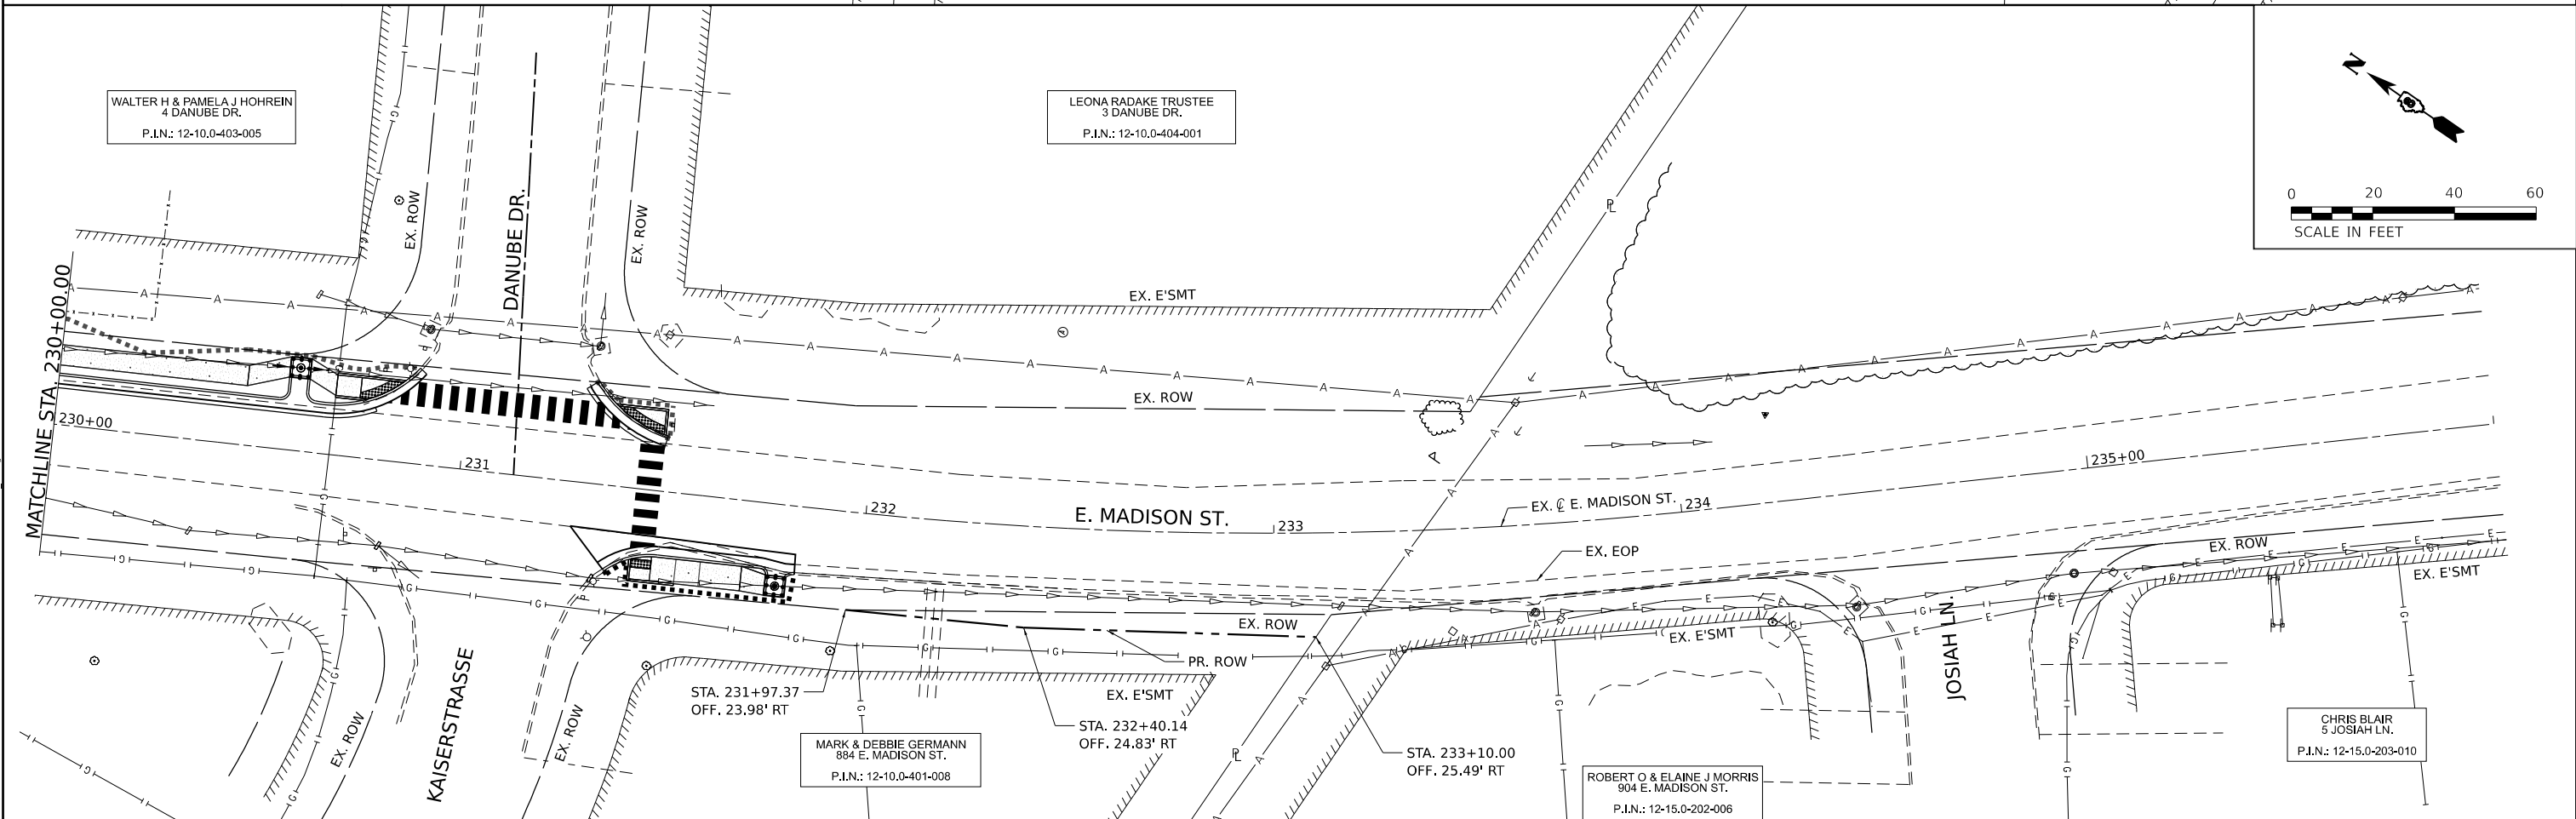 WALTER H & PAMELA J HOHREIN
4 DANUBE DR.
P.I.N.: 12-10.0-403-005
LEONA RADAKE TRUSTEE
3 DANUBE DR.
P.I.N.: 12-10.0-404-001
N
0 20 40 60
SCALE IN FEET
MATCHLINE STA. 230+00.00
EX. ROW
DANUBE DR.
EX. ROW
EX. E'SMT
EX. ROW
230+00
231
232
E. MADISON ST.
233
EX. ℄ E. MADISON ST.
234
235+00
EX. EOP
EX. ROW
EX. E'SMT
EX. ROW
PR. ROW
EX. E'SMT
EX. E'SMT
KAISERSTRASSE
EX. ROW
EX. ROW
JOSIAH LN.
STA. 231+97.37
OFF. 23.98' RT
STA. 232+40.14
OFF. 24.83' RT
STA. 233+10.00
OFF. 25.49' RT
MARK & DEBBIE GERMANN
884 E. MADISON ST.
P.I.N.: 12-10.0-401-008
ROBERT O & ELAINE J MORRIS
904 E. MADISON ST.
P.I.N.: 12-15.0-202-006
CHRIS BLAIR
5 JOSIAH LN.
P.I.N.: 12-15.0-203-010